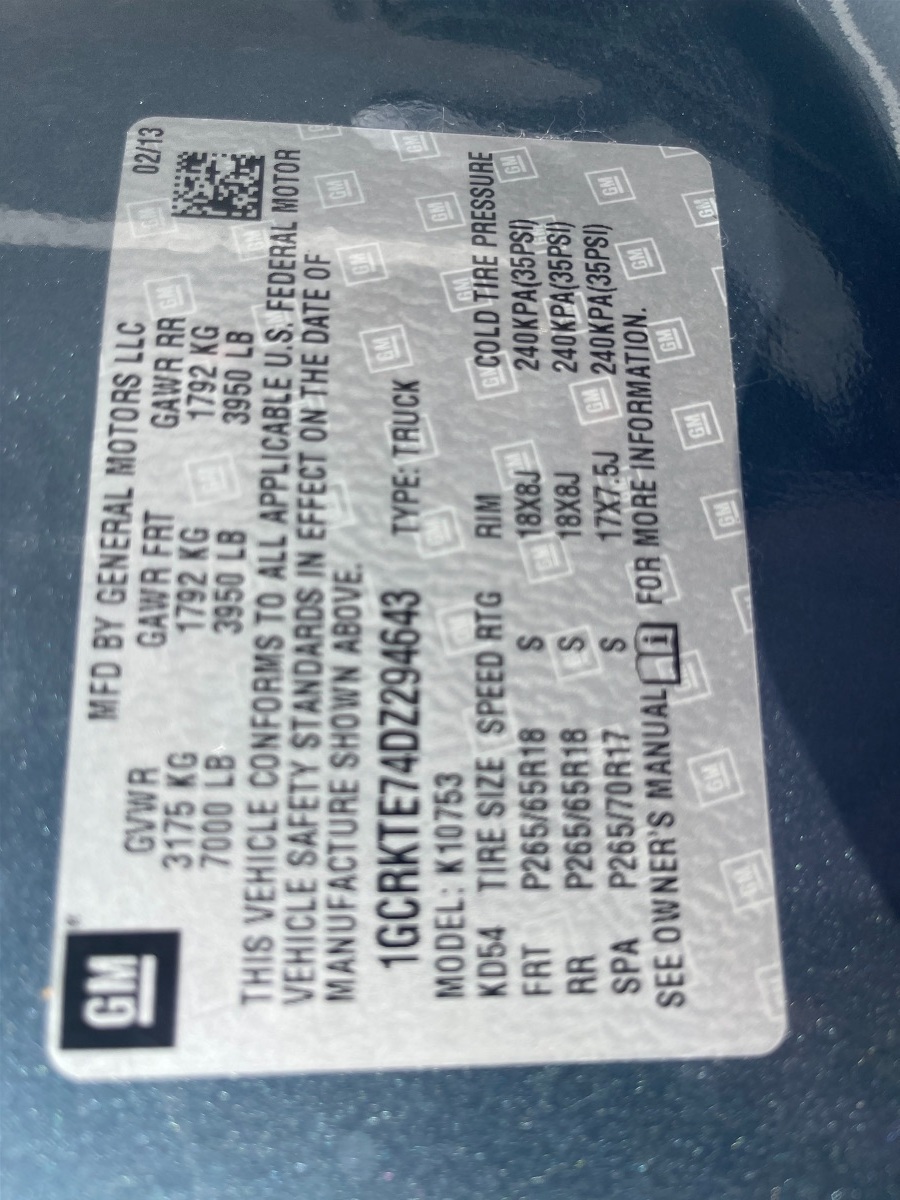 GM
MFD BY GENERAL MOTORS LLC 02/13
GVWR GAWR FRT GAWR RR
3175 KG 1792 KG 1792 KG
7000 LB 3950 LB 3950 LB
THIS VEHICLE CONFORMS TO ALL APPLICABLE U.S. FEDERAL MOTOR
VEHICLE SAFETY STANDARDS IN EFFECT ON THE DATE OF
MANUFACTURE SHOWN ABOVE.
1GCRKTE74DZ294643 TYPE: TRUCK
MODEL: K10753
KD54 TIRE SIZE SPEED RTG RIM COLD TIRE PRESSURE
FRT P265/65R18 S 18X8J 240KPA(35PSI)
RR P265/65R18 S 18X8J 240KPA(35PSI)
SPA P265/70R17 S 17X7.5J 240KPA(35PSI)
SEE OWNER'S MANUAL i FOR MORE INFORMATION.